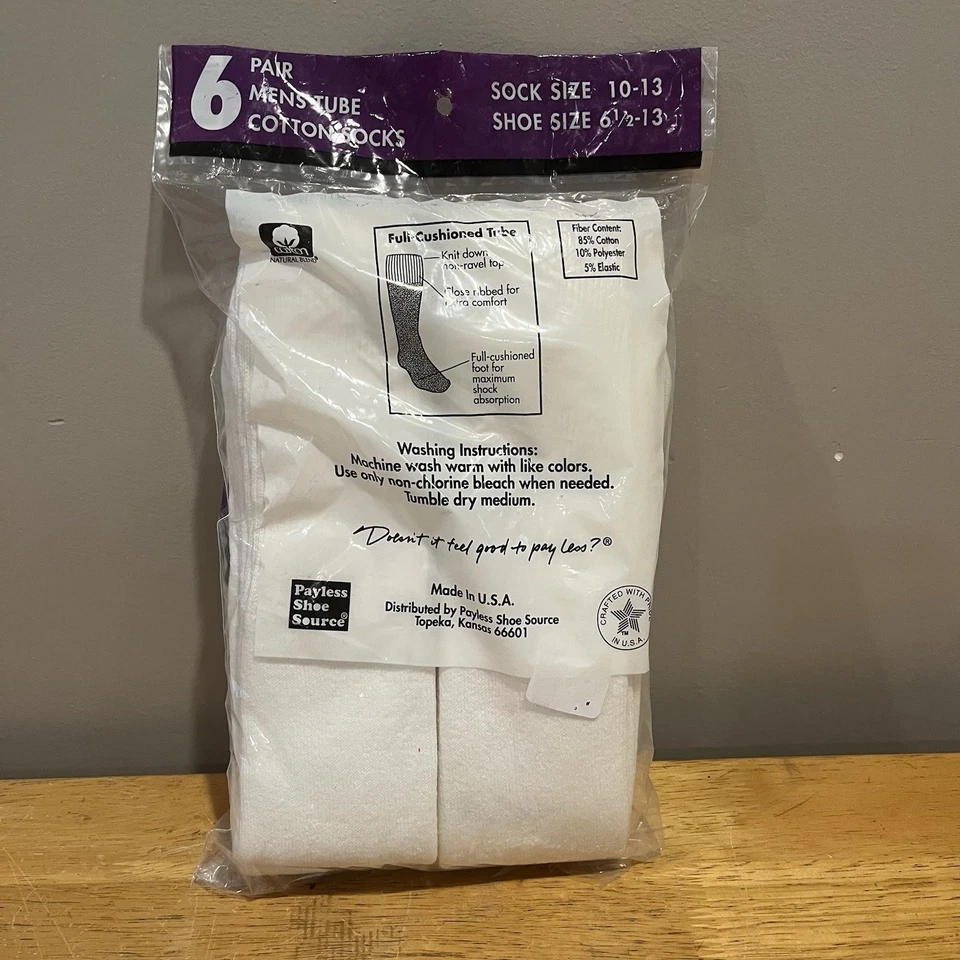 6
PAIR
MENS TUBE
COTTON SOCKS
SOCK SIZE 10-13
SHOE SIZE 6½-13
cotton
NATURAL BLEND®
Full-Cushioned Tube
Knit down
non-ravel top
Close ribbed for
extra comfort
Full-cushioned
foot for
maximum
shock
absorption
Fiber Content:
85% Cotton
10% Polyester
5% Elastic
Washing Instructions:
Machine wash warm with like colors.
Use only non-chlorine bleach when needed.
Tumble dry medium.
Doesn't it feel good to pay less?®
Payless
Shoe
Source®
Made In U.S.A.
Distributed by Payless Shoe Source
Topeka, Kansas 66601
CRAFTED WITH
IN U.S.A.
TM